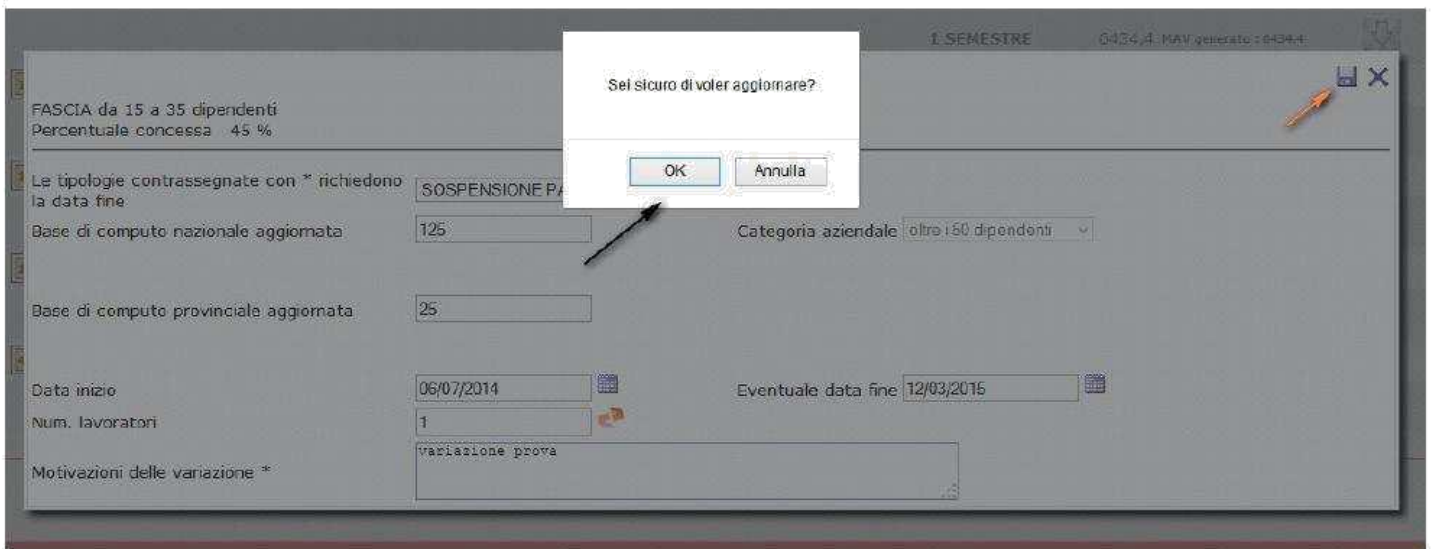 1 SEMESTRE 6434,4 MAV generato : 6434,4
Sei sicuro di voler aggiornare?
FASCIA da 15 a 35 dipendenti
Percentuale concessa 45 %
OK Annulla
Le tipologie contrassegnate con * richiedono
la data fine
SOSPENSIONE PA
Base di computo nazionale aggiornata 125 Categoria aziendale oltre i 50 dipendenti
Base di computo provinciale aggiornata 25
Data inizio 06/07/2014 Eventuale data fine 12/03/2015
Num. lavoratori 1
Motivazioni delle variazione * variazione prova